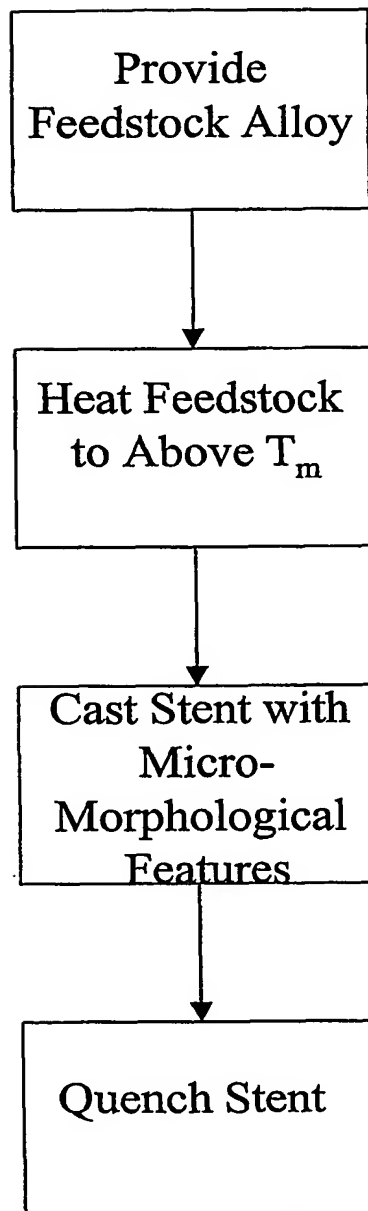 Provide
Feedstock Alloy
Heat Feedstock
to Above Tm
Cast Stent with
Micro-
Morphological
Features
Quench Stent